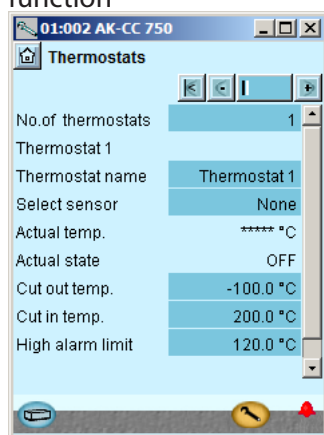 function
01:002 AK-CC 750
Thermostats
No.of thermostats 1
Thermostat 1
Thermostat name Thermostat 1
Select sensor None
Actual temp. ***** °C
Actual state OFF
Cut out temp. -100.0 °C
Cut in temp. 200.0 °C
High alarm limit 120.0 °C